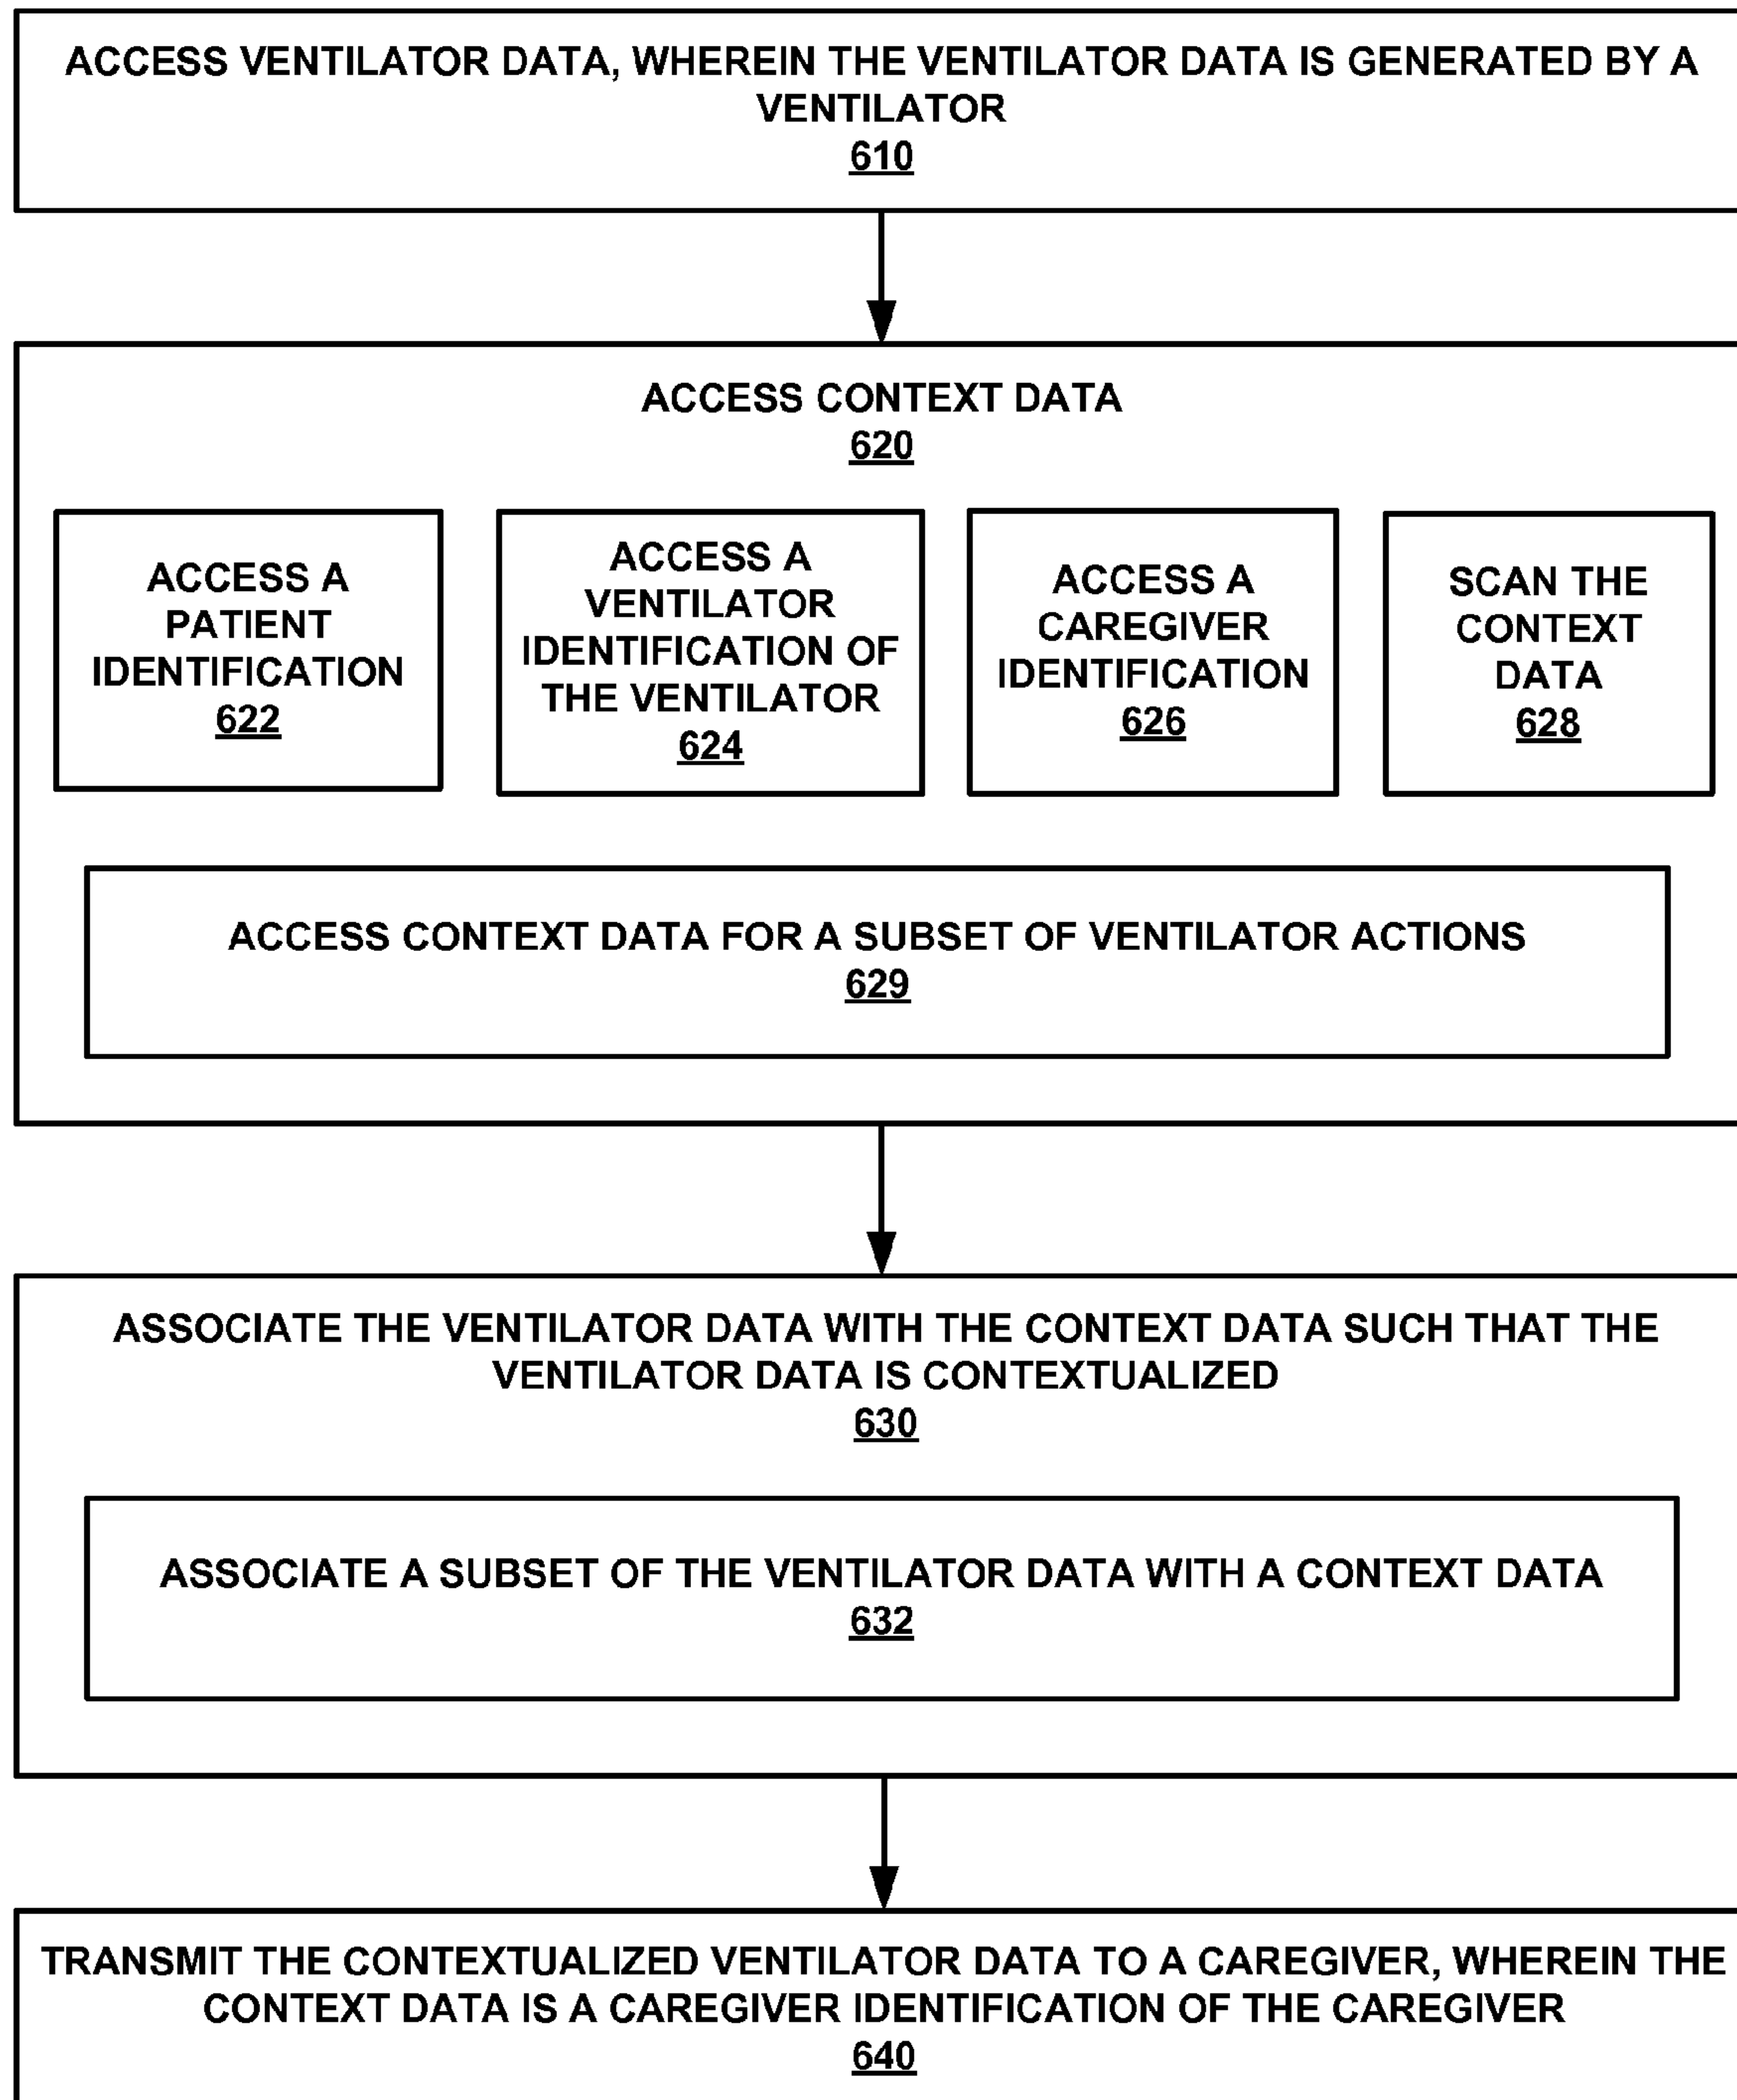 ACCESS VENTILATOR DATA, WHEREIN THE VENTILATOR DATA IS GENERATED BY A
VENTILATOR
610
ACCESS CONTEXT DATA
620
ACCESS A
PATIENT
IDENTIFICATION
622
ACCESS A
VENTILATOR
IDENTIFICATION OF
THE VENTILATOR
624
ACCESS A
CAREGIVER
IDENTIFICATION
626
SCAN THE
CONTEXT
DATA
628
ACCESS CONTEXT DATA FOR A SUBSET OF VENTILATOR ACTIONS
629
ASSOCIATE THE VENTILATOR DATA WITH THE CONTEXT DATA SUCH THAT THE
VENTILATOR DATA IS CONTEXTUALIZED
630
ASSOCIATE A SUBSET OF THE VENTILATOR DATA WITH A CONTEXT DATA
632
TRANSMIT THE CONTEXTUALIZED VENTILATOR DATA TO A CAREGIVER, WHEREIN THE
CONTEXT DATA IS A CAREGIVER IDENTIFICATION OF THE CAREGIVER
640